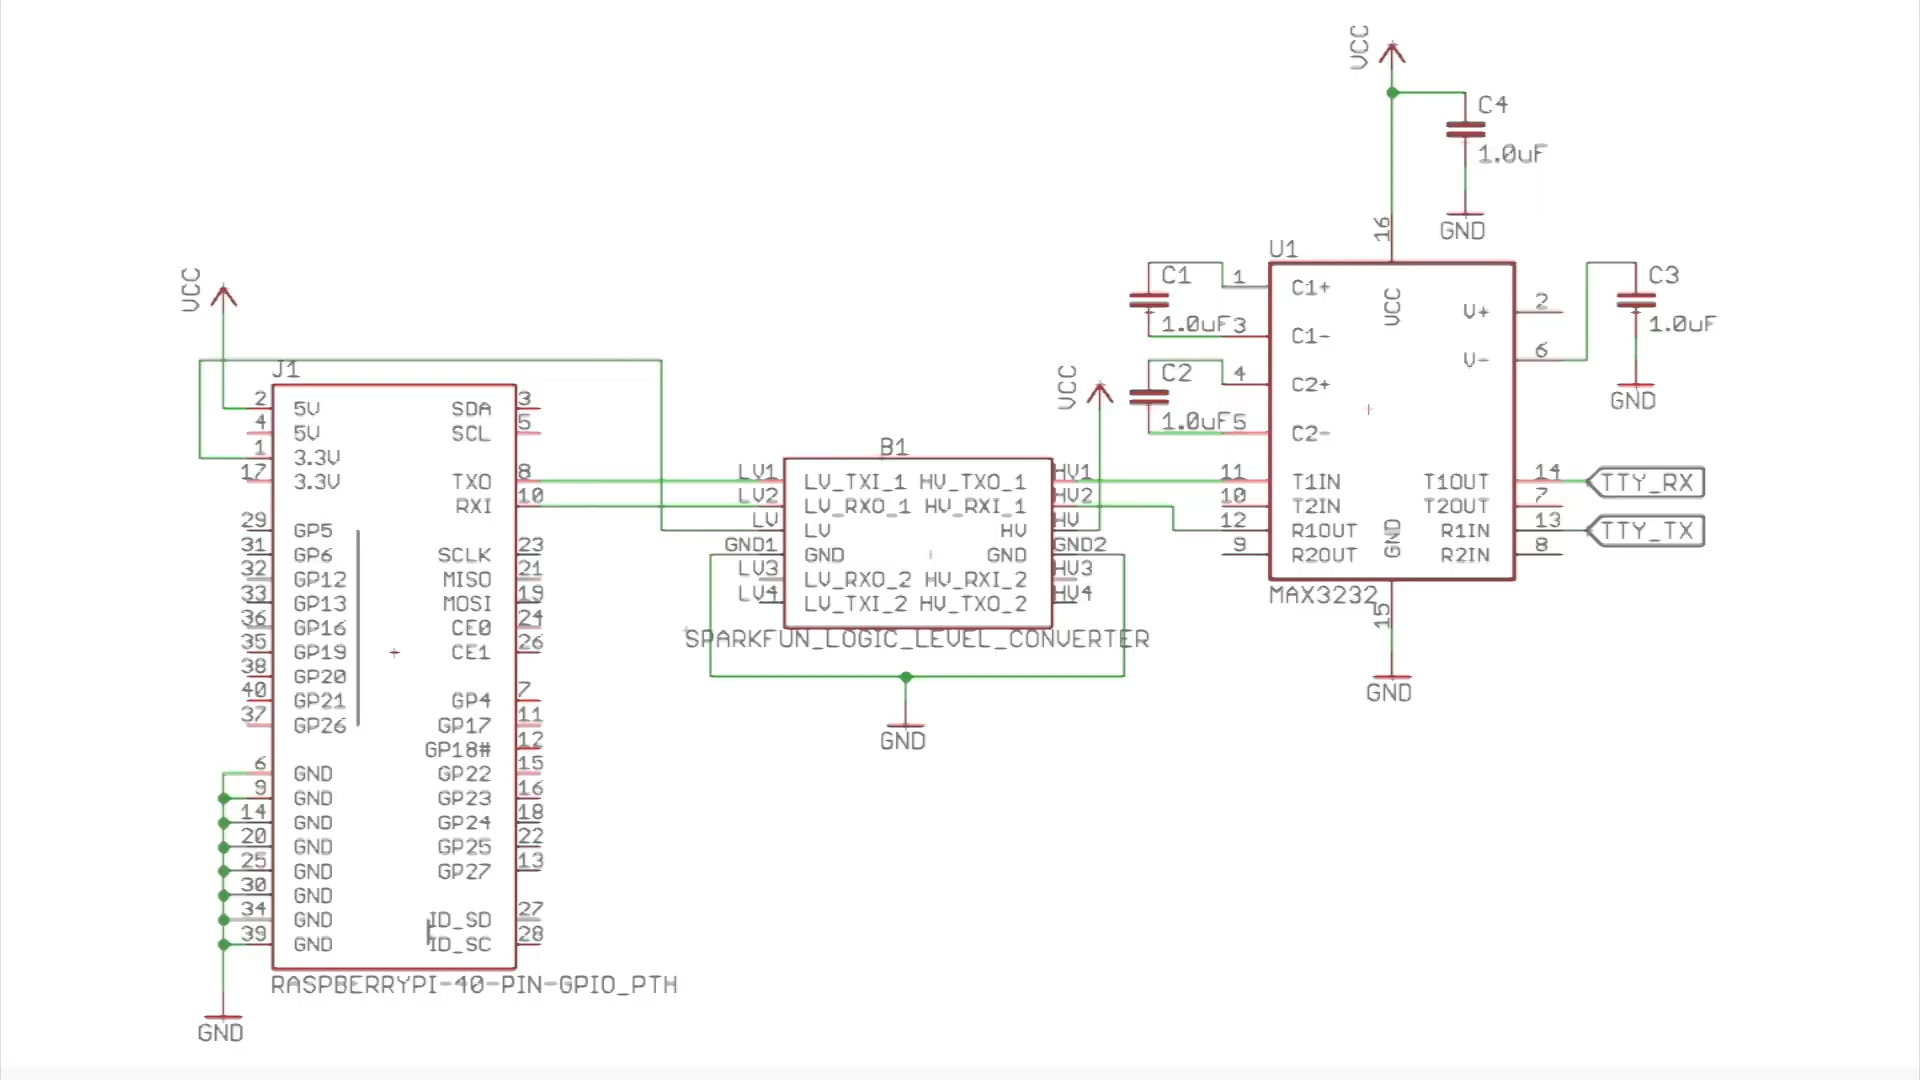 VCC
C4
1.0uF
GND
16
U1
C1
1.0uF
1
3
C1+
C1-
VCC
V+
V-
2
6
C3
1.0uF
GND
C2
1.0uF
4
5
C2+
C2-
11
10
12
9
T1IN
T2IN
R1OUT
R2OUT
GND
T1OUT
T2OUT
R1IN
R2IN
14
7
13
8
TTY_RX
TTY_TX
MAX3232
15
GND
VCC
J1
2 5V SDA 3
4 5V SCL 5
1 3.3V
17 3.3V TXO 8
RXI 10
29 GP5
31 GP6 SCLK 23
32 GP12 MISO 21
33 GP13 MOSI 19
36 GP16 CE0 24
35 GP19 CE1 26
38 GP20
40 GP21 GP4 7
37 GP26 GP17 11
GP18# 12
6 GND GP22 15
9 GND GP23 16
14 GND GP24 18
20 GND GP25 22
25 GND GP27 13
30 GND
34 GND ID_SD 27
39 GND ID_SC 28
RASPBERRYPI-40-PIN-GPIO_PTH
GND
VCC
B1
LV1 LV_TXI_1 HV_TXO_1 HV1
LV2 LV_RXO_1 HV_RXI_1 HV2
LV LV HV HV
GND1 GND GND GND2
LV3 LV_RXO_2 HV_RXI_2 HV3
LV4 LV_TXI_2 HV_TXO_2 HV4
SPARKFUN_LOGIC_LEVEL_CONVERTER
GND